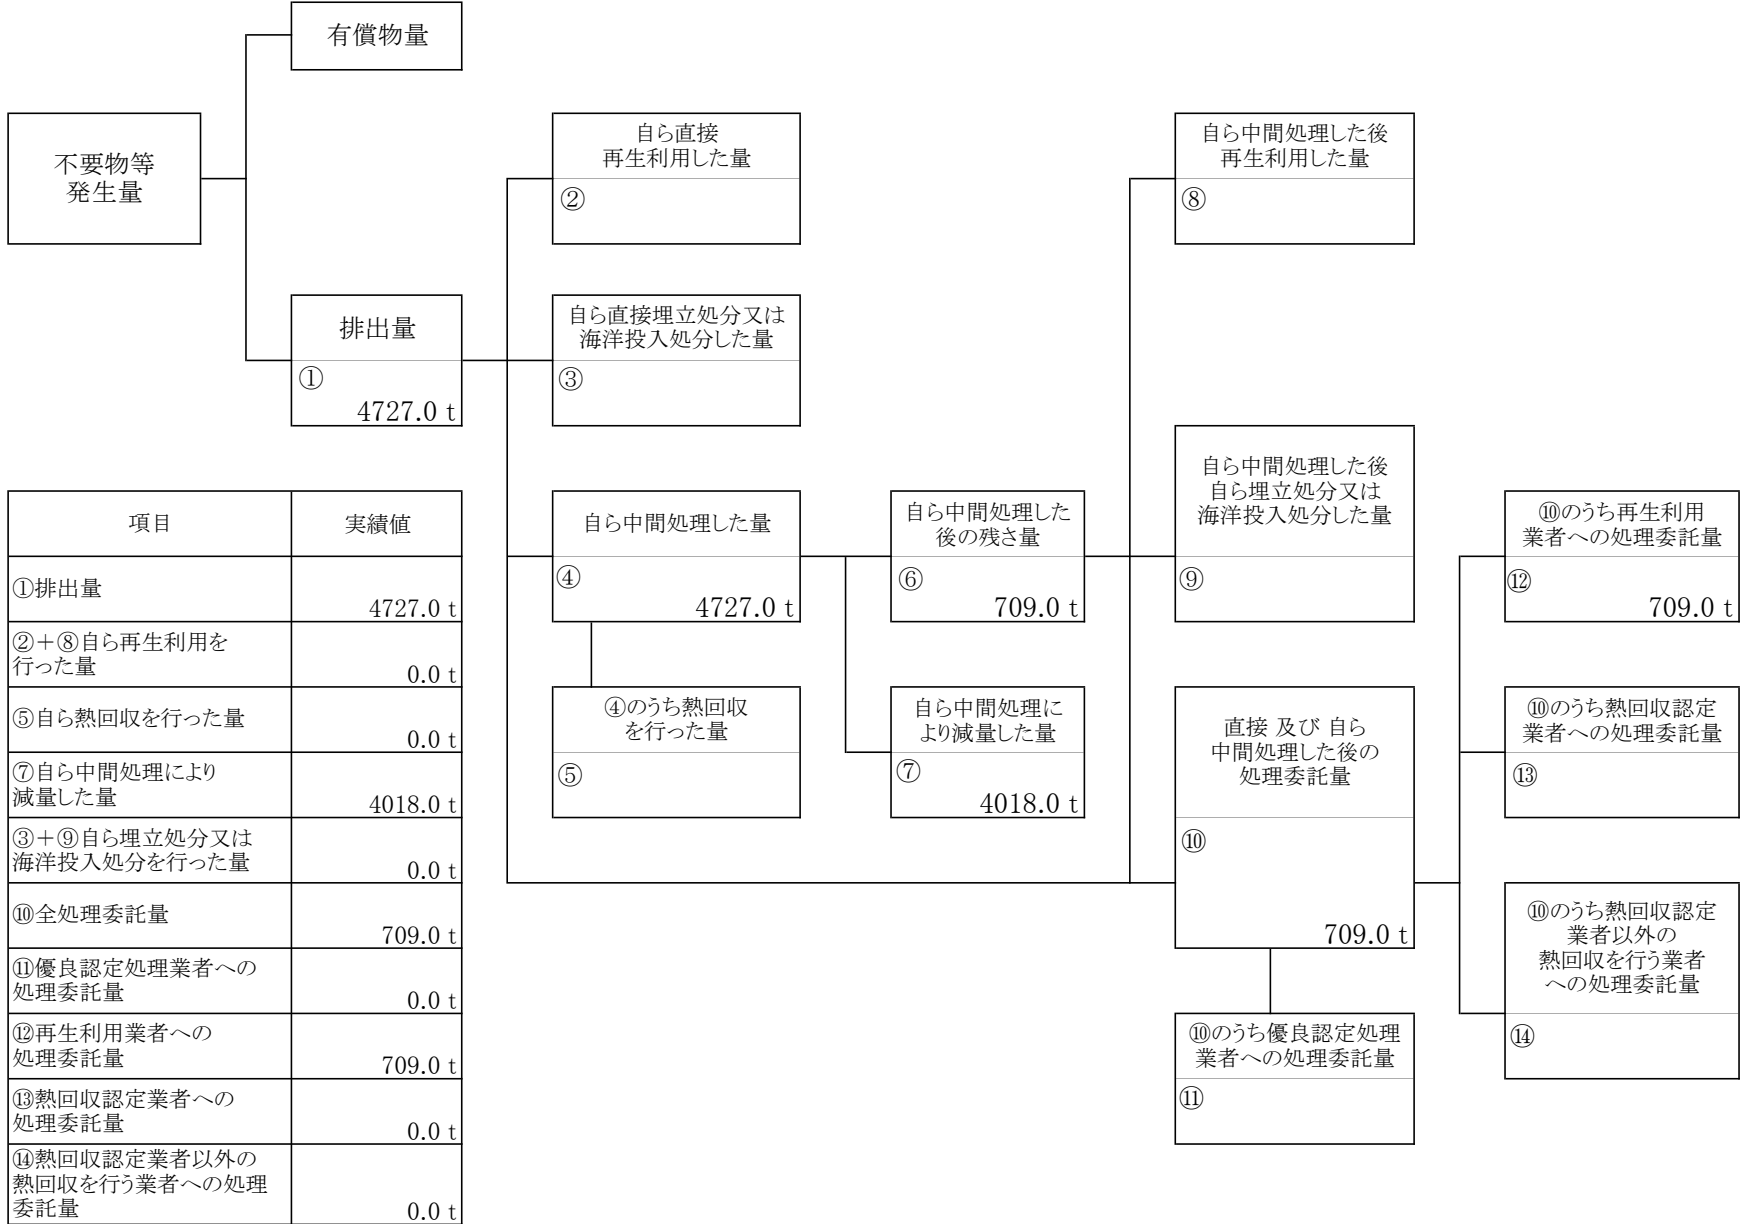 有償物量
不要物等
発生量
排出量
①
4727.0 t
自ら直接
再生利用した量
②
自ら直接埋立処分又は
海洋投入処分した量
③
自ら中間処理した量
④
4727.0 t
④のうち熱回収
を行った量
⑤
自ら中間処理した
後の残さ量
⑥
709.0 t
自ら中間処理に
より減量した量
⑦
4018.0 t
自ら中間処理した後
再生利用した量
⑧
自ら中間処理した後
自ら埋立処分又は
海洋投入処分した量
⑨
直接 及び 自ら
中間処理した後の
処理委託量
⑩
709.0 t
⑩のうち優良認定処理
業者への処理委託量
⑪
⑩のうち再生利用
業者への処理委託量
⑫
709.0 t
⑩のうち熱回収認定
業者への処理委託量
⑬
⑩のうち熱回収認定
業者以外の
熱回収を行う業者
への処理委託量
⑭
項目 実績値
①排出量
4727.0 t
②+⑧自ら再生利用を
行った量
0.0 t
⑤自ら熱回収を行った量
0.0 t
⑦自ら中間処理により
減量した量
4018.0 t
③+⑨自ら埋立処分又は
海洋投入処分を行った量
0.0 t
⑩全処理委託量
709.0 t
⑪優良認定処理業者への
処理委託量
0.0 t
⑫再生利用業者への
処理委託量
709.0 t
⑬熱回収認定業者への
処理委託量
0.0 t
⑭熱回収認定業者以外の
熱回収を行う業者への処理
委託量
0.0 t